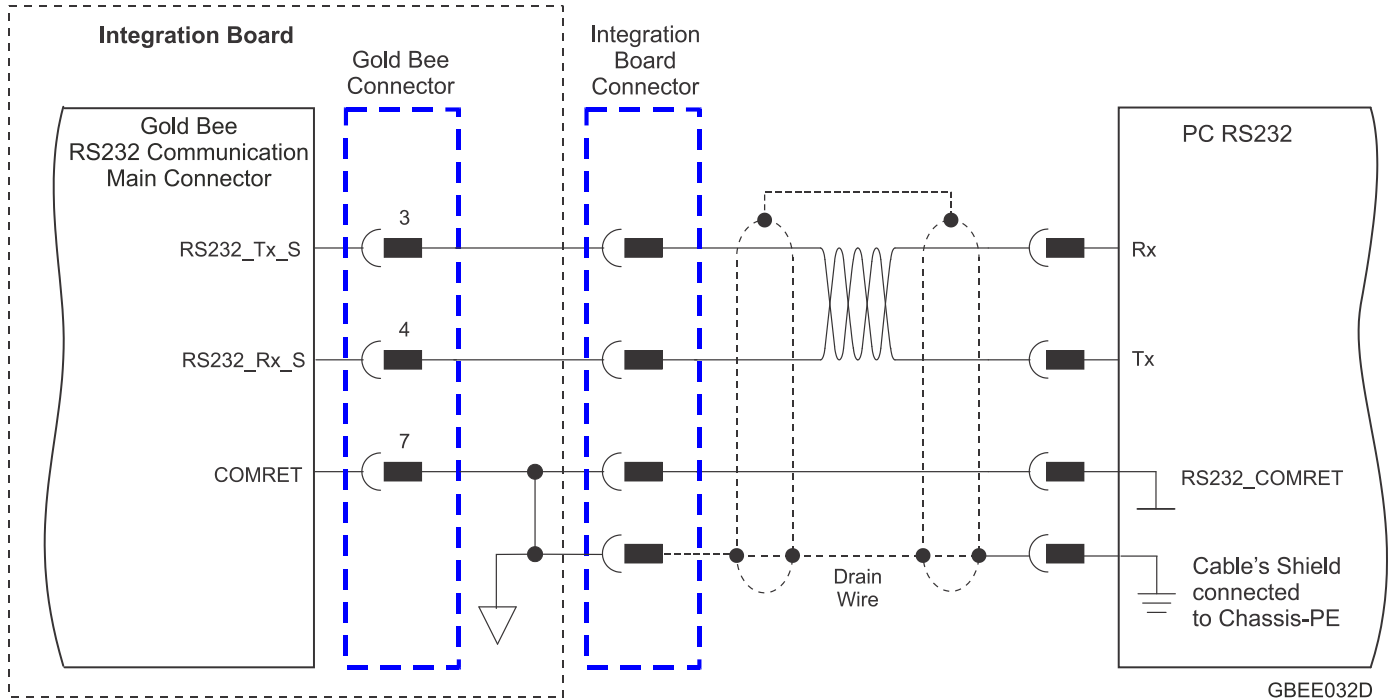 Integration Board
Gold Bee
Connector
Integration
Board
Connector
Gold Bee
RS232 Communication
Main Connector
PC RS232
3
RS232_Tx_S
Rx
4
RS232_Rx_S
Tx
7
COMRET
RS232_COMRET
Drain
Wire
Cable's Shield
connected
to Chassis-PE
GBEE032D